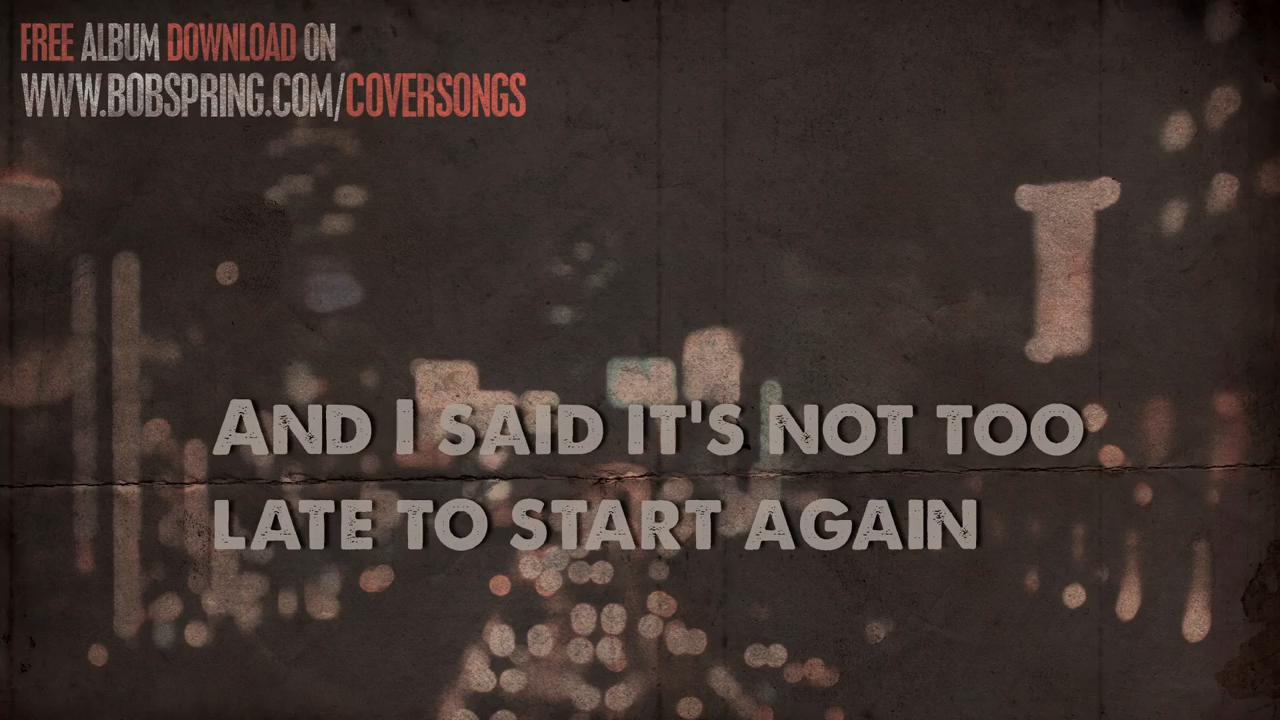 FREE ALBUM DOWNLOAD ON
WWW.BOBSPRING.COM/COVERSONGS
AND I SAID IT'S NOT TOO
LATE TO START AGAIN